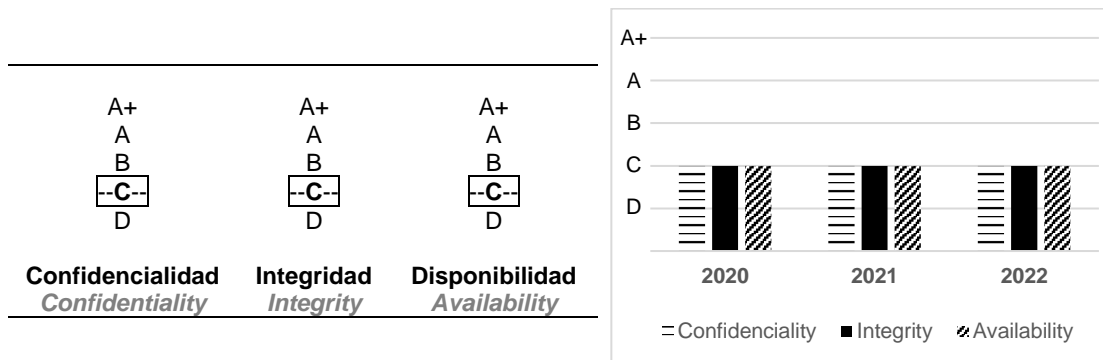 A+ A+ A+
A A A
B B B
--C-- --C-- --C--
D D D
Confidencialidad Integridad Disponibilidad
Confidentiality Integrity Availability
A+
A
B
C
D
2020 2021 2022
Confidenciality Integrity Availability